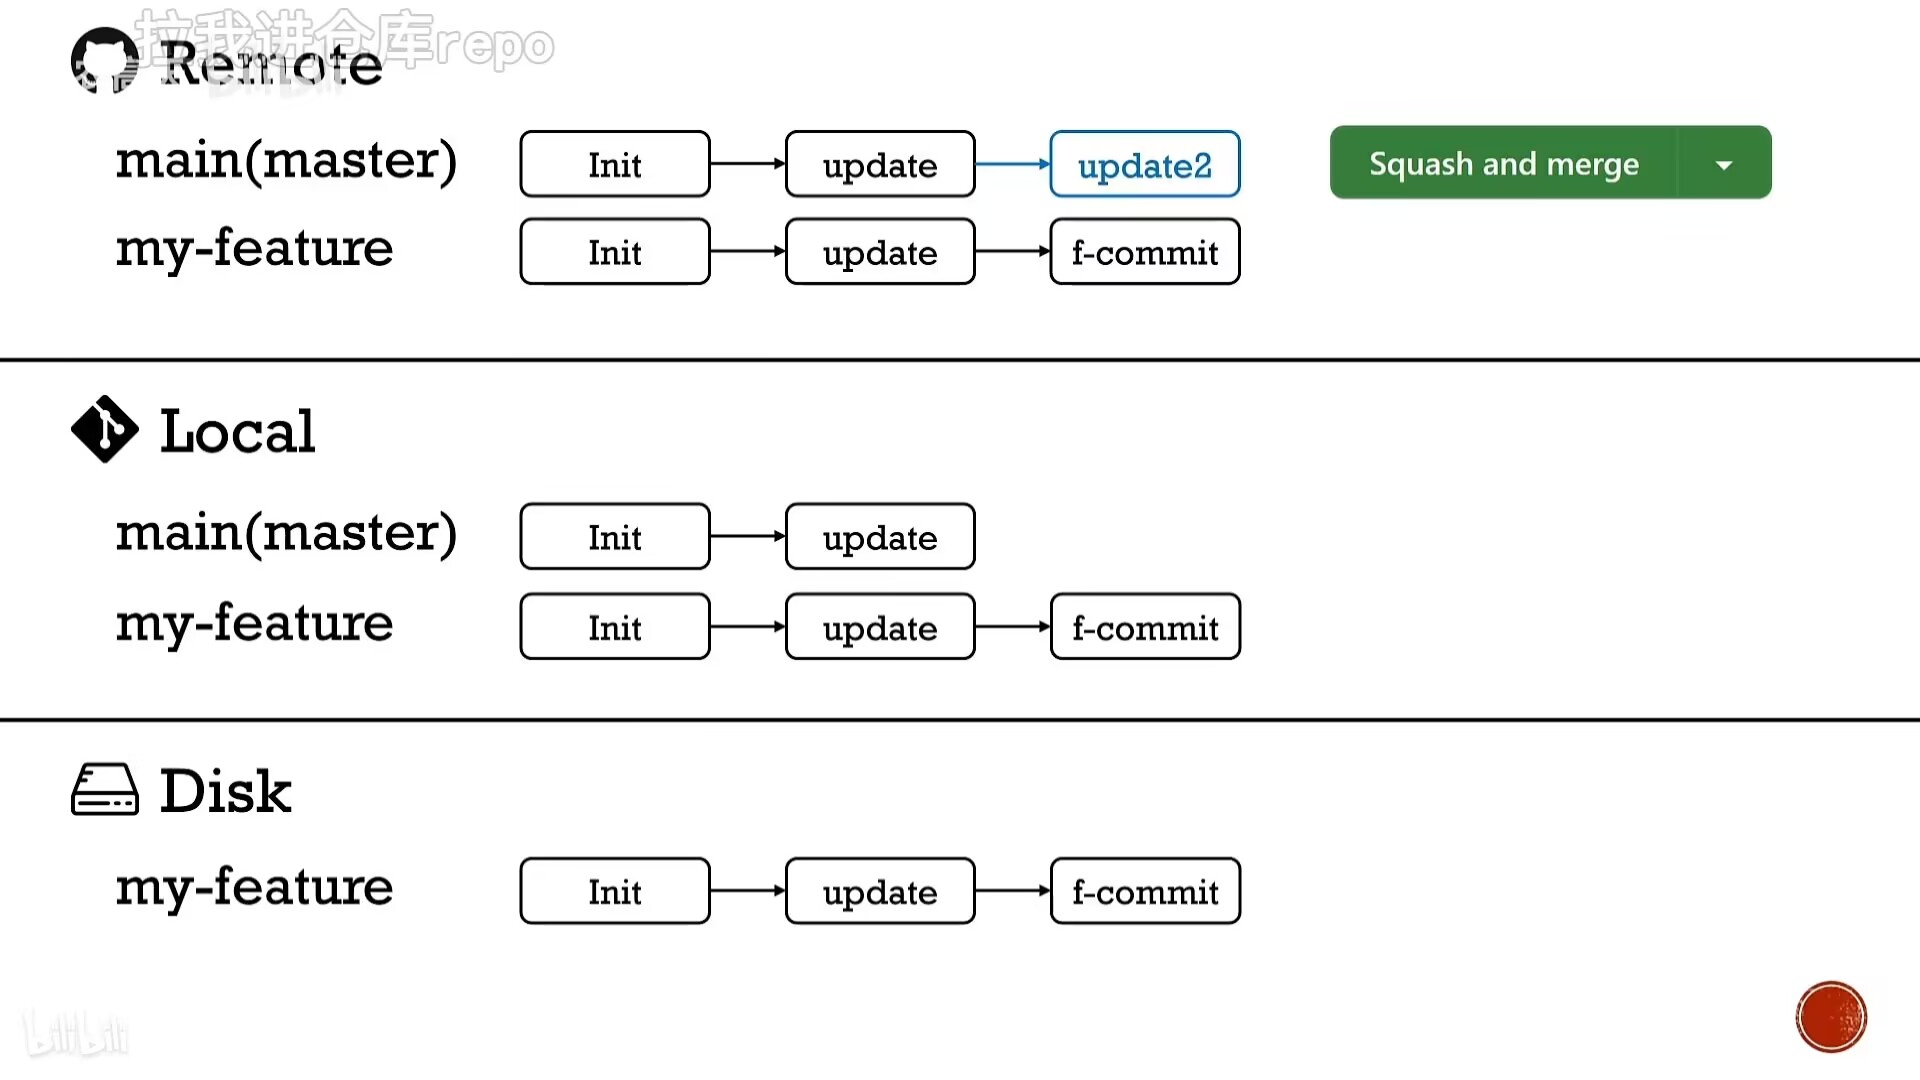 拉我进仓库repo
Remote
bilibili
main(master) Init update update2 Squash and merge
my-feature Init update f-commit
Local
main(master) Init update
my-feature Init update f-commit
Disk
my-feature Init update f-commit
bilibili